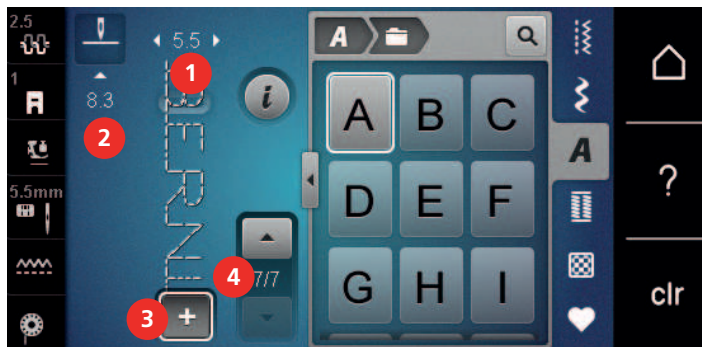 2.5
5.5
A
1
1
8.3
2
A B C
A
5.5mm
D E F
?
BERNI
4
7/7
G H I
3
+
clr
i